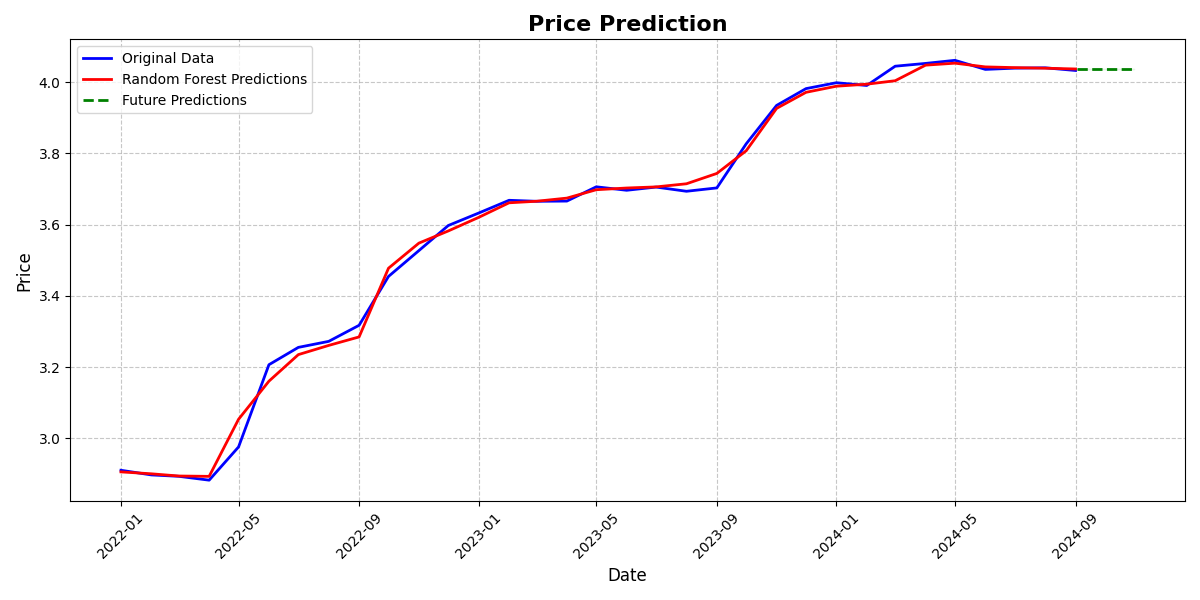 Price Prediction
Original Data
Random Forest Predictions
Future Predictions
Price
4.0
3.8
3.6
3.4
3.2
3.0
2022-01
2022-05
2022-09
2023-01
2023-05
2023-09
2024-01
2024-05
2024-09
Date